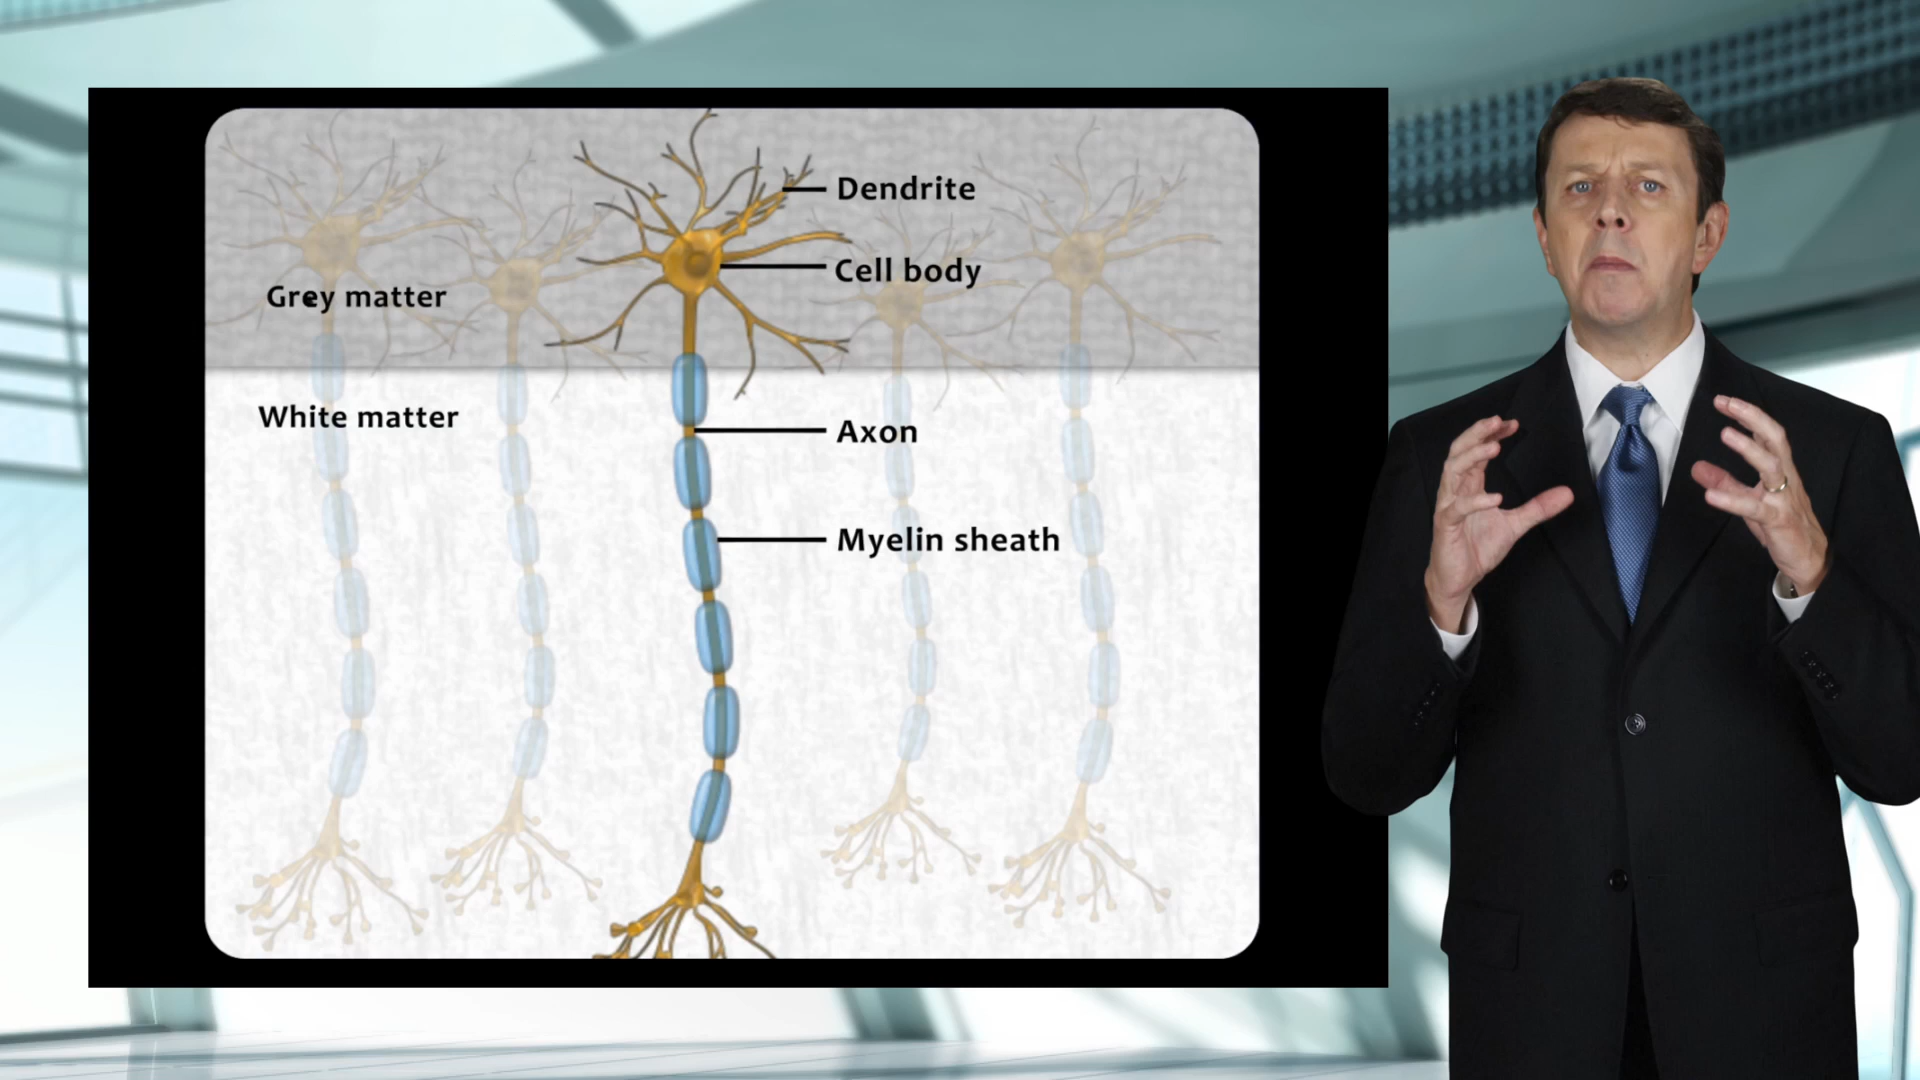 Dendrite
Cell body
Grey matter
White matter
Axon
Myelin sheath